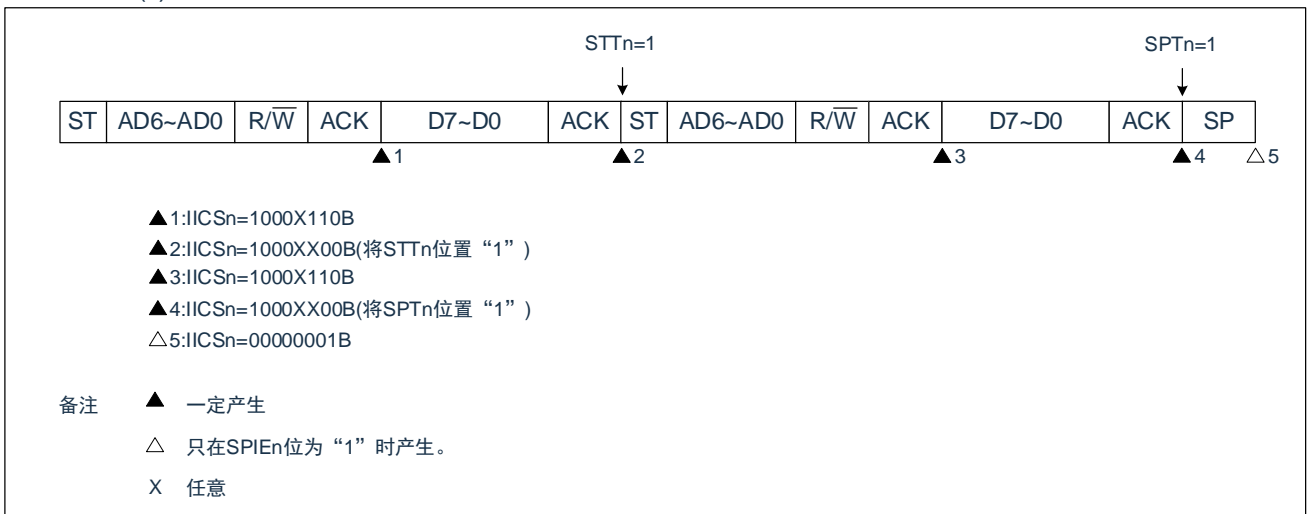 STTn=1 SPTn=1
ST AD6~AD0 R/W̅ ACK D7~D0 ACK ST AD6~AD0 R/W̅ ACK D7~D0 ACK SP
▲1 ▲2 ▲3 ▲4 △5
▲1:IICSn=1000X110B
▲2:IICSn=1000XX00B(将STTn位置“1”)
▲3:IICSn=1000X110B
▲4:IICSn=1000XX00B(将SPTn位置“1”)
△5:IICSn=00000001B
备注 ▲ 一定产生
△ 只在SPIEn位为“1”时产生。
X 任意